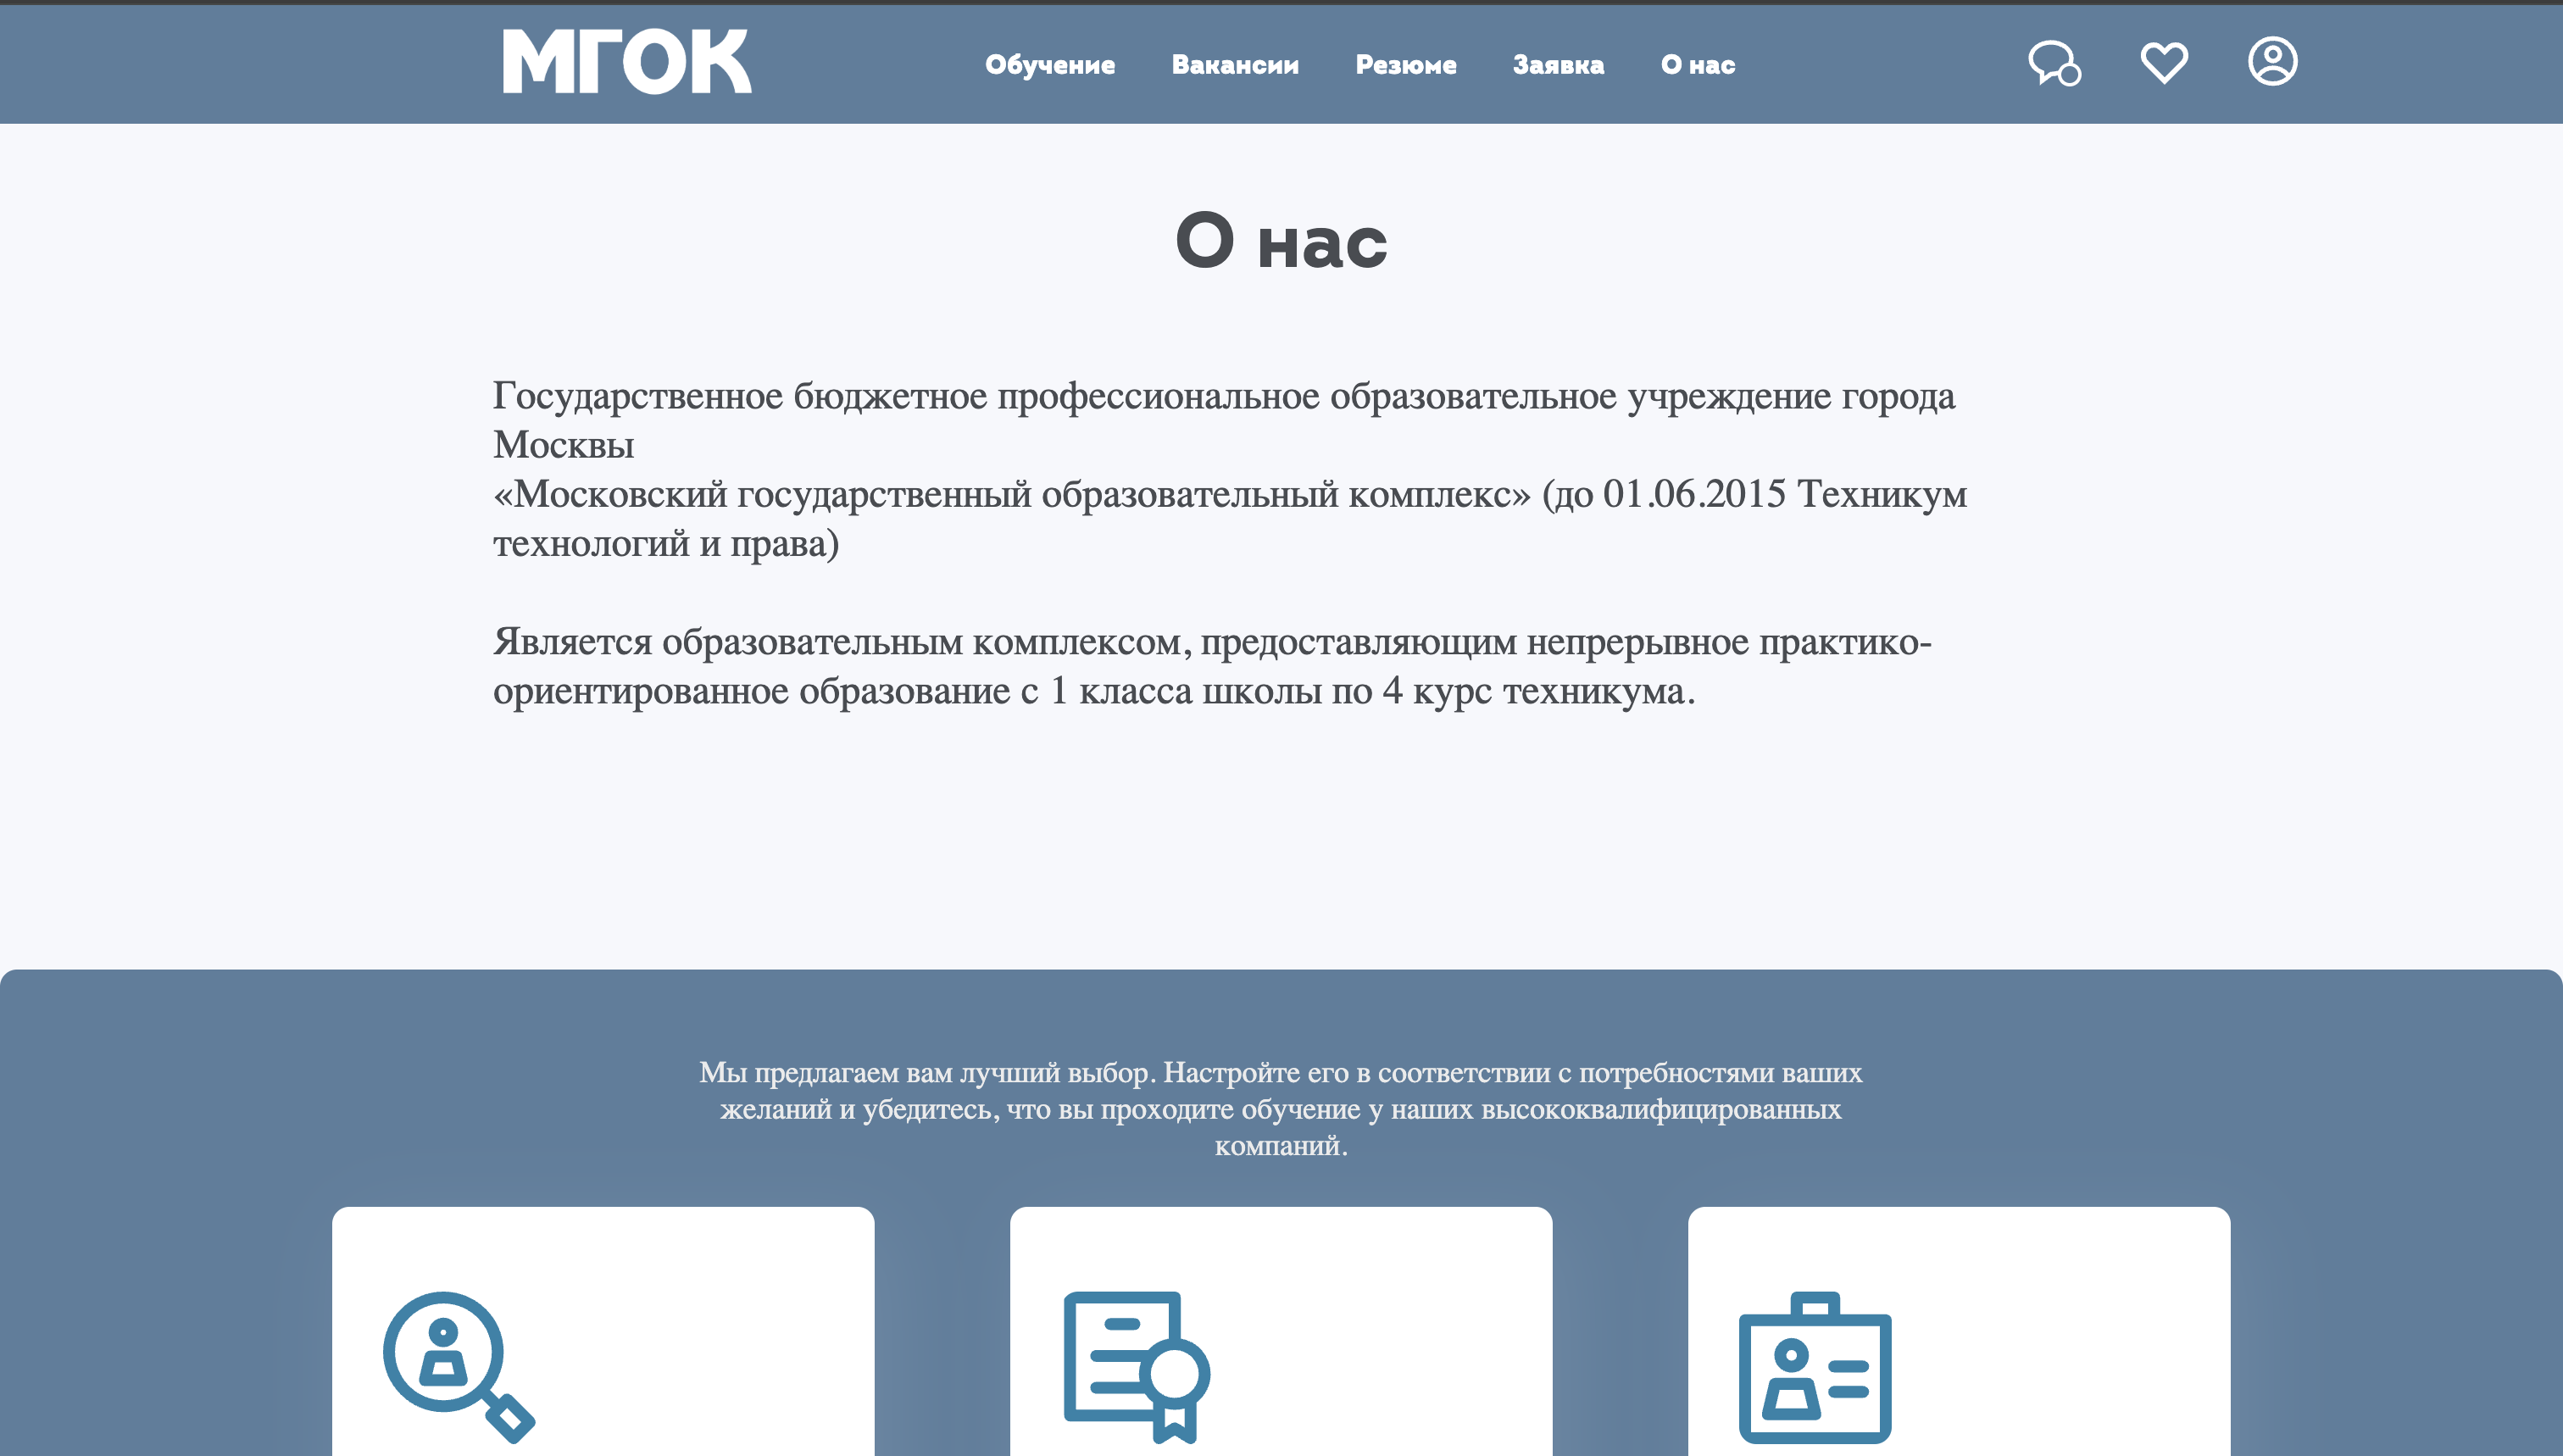 МГОК
Обучение Вакансии Резюме Заявка О нас
О нас
Государственное бюджетное профессиональное образовательное учреждение города
Москвы
«Московский государственный образовательный комплекс» (до 01.06.2015 Техникум
технологий и права)
Является образовательным комплексом, предоставляющим непрерывное практико-
ориентированное образование с 1 класса школы по 4 курс техникума.
Мы предлагаем вам лучший выбор. Настройте его в соответствии с потребностями ваших
желаний и убедитесь, что вы проходите обучение у наших высококвалифицированных
компаний.